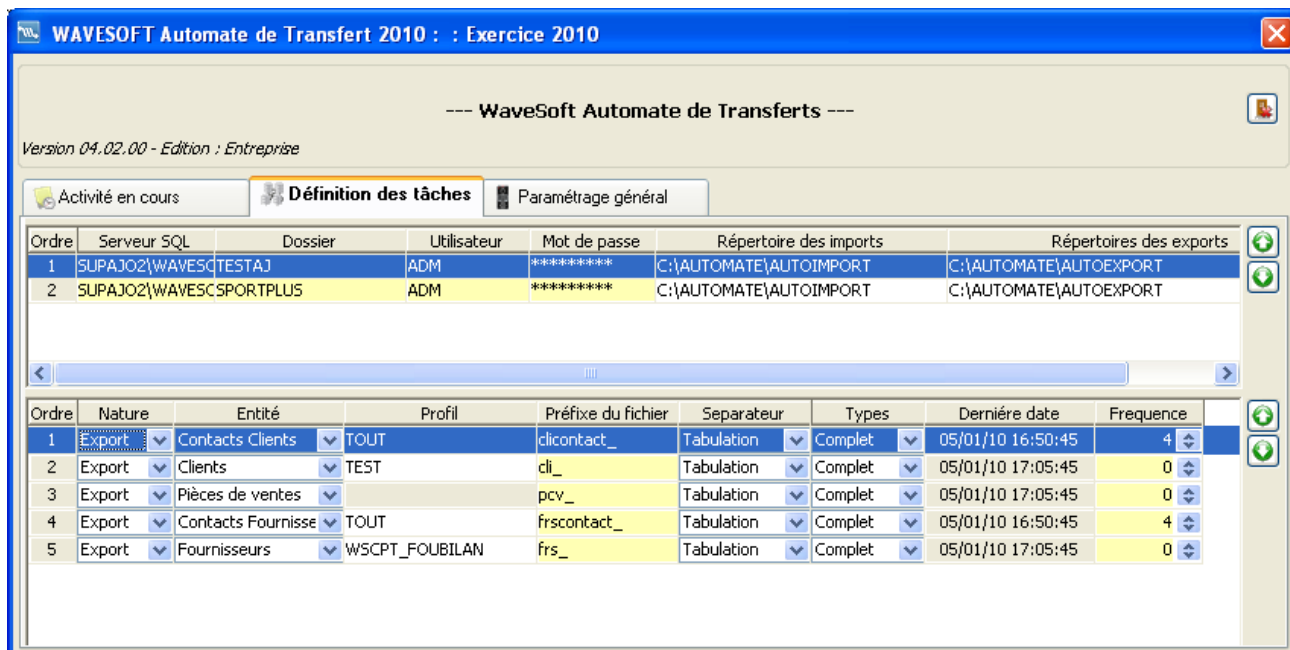 WAVESOFT Automate de Transfert 2010 : : Exercice 2010
--- WaveSoft Automate de Transferts ---
Version 04.02.00 - Edition : Entreprise
Activité en cours Définition des tâches Paramétrage général
Ordre Serveur SQL Dossier Utilisateur Mot de passe Répertoire des imports Répertoires des exports
1 SUPAJO2\WAVESO TESTAJ ADM ********* C:\AUTOMATE\AUTOIMPORT C:\AUTOMATE\AUTOEXPORT
2 SUPAJO2\WAVESO SPORTPLUS ADM ********* C:\AUTOMATE\AUTOIMPORT C:\AUTOMATE\AUTOEXPORT
Ordre Nature Entité Profil Préfixe du fichier Separateur Types Derniére date Frequence
1 Export Contacts Clients TOUT clicontact_ Tabulation Complet 05/01/10 16:50:45 4
2 Export Clients TEST cli_ Tabulation Complet 05/01/10 17:05:45 0
3 Export Pièces de ventes pcv_ Tabulation Complet 05/01/10 17:05:45 0
4 Export Contacts Fournisse TOUT frscontact_ Tabulation Complet 05/01/10 16:50:45 4
5 Export Fournisseurs WSCPT_FOUBILAN frs_ Tabulation Complet 05/01/10 17:05:45 0